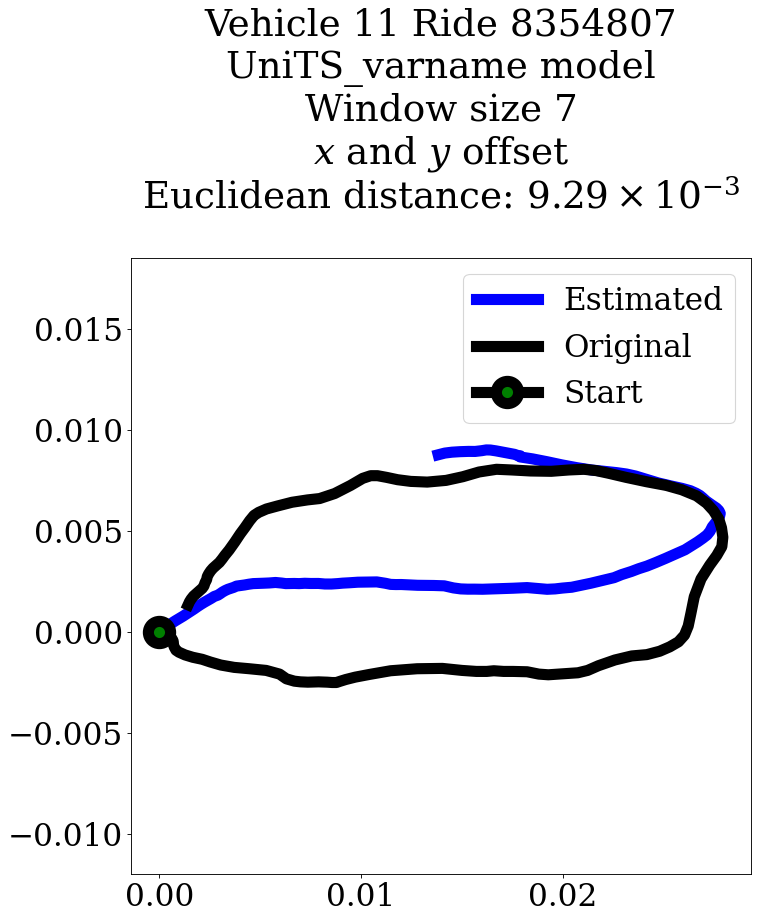 Vehicle 11 Ride 8354807
UniTS_varname model
Window size 7
x and y offset
Euclidean distance: 9.29 × 10⁻³
Estimated
Original
Start
0.015
0.010
0.005
0.000
−0.005
−0.010
0.00 0.01 0.02